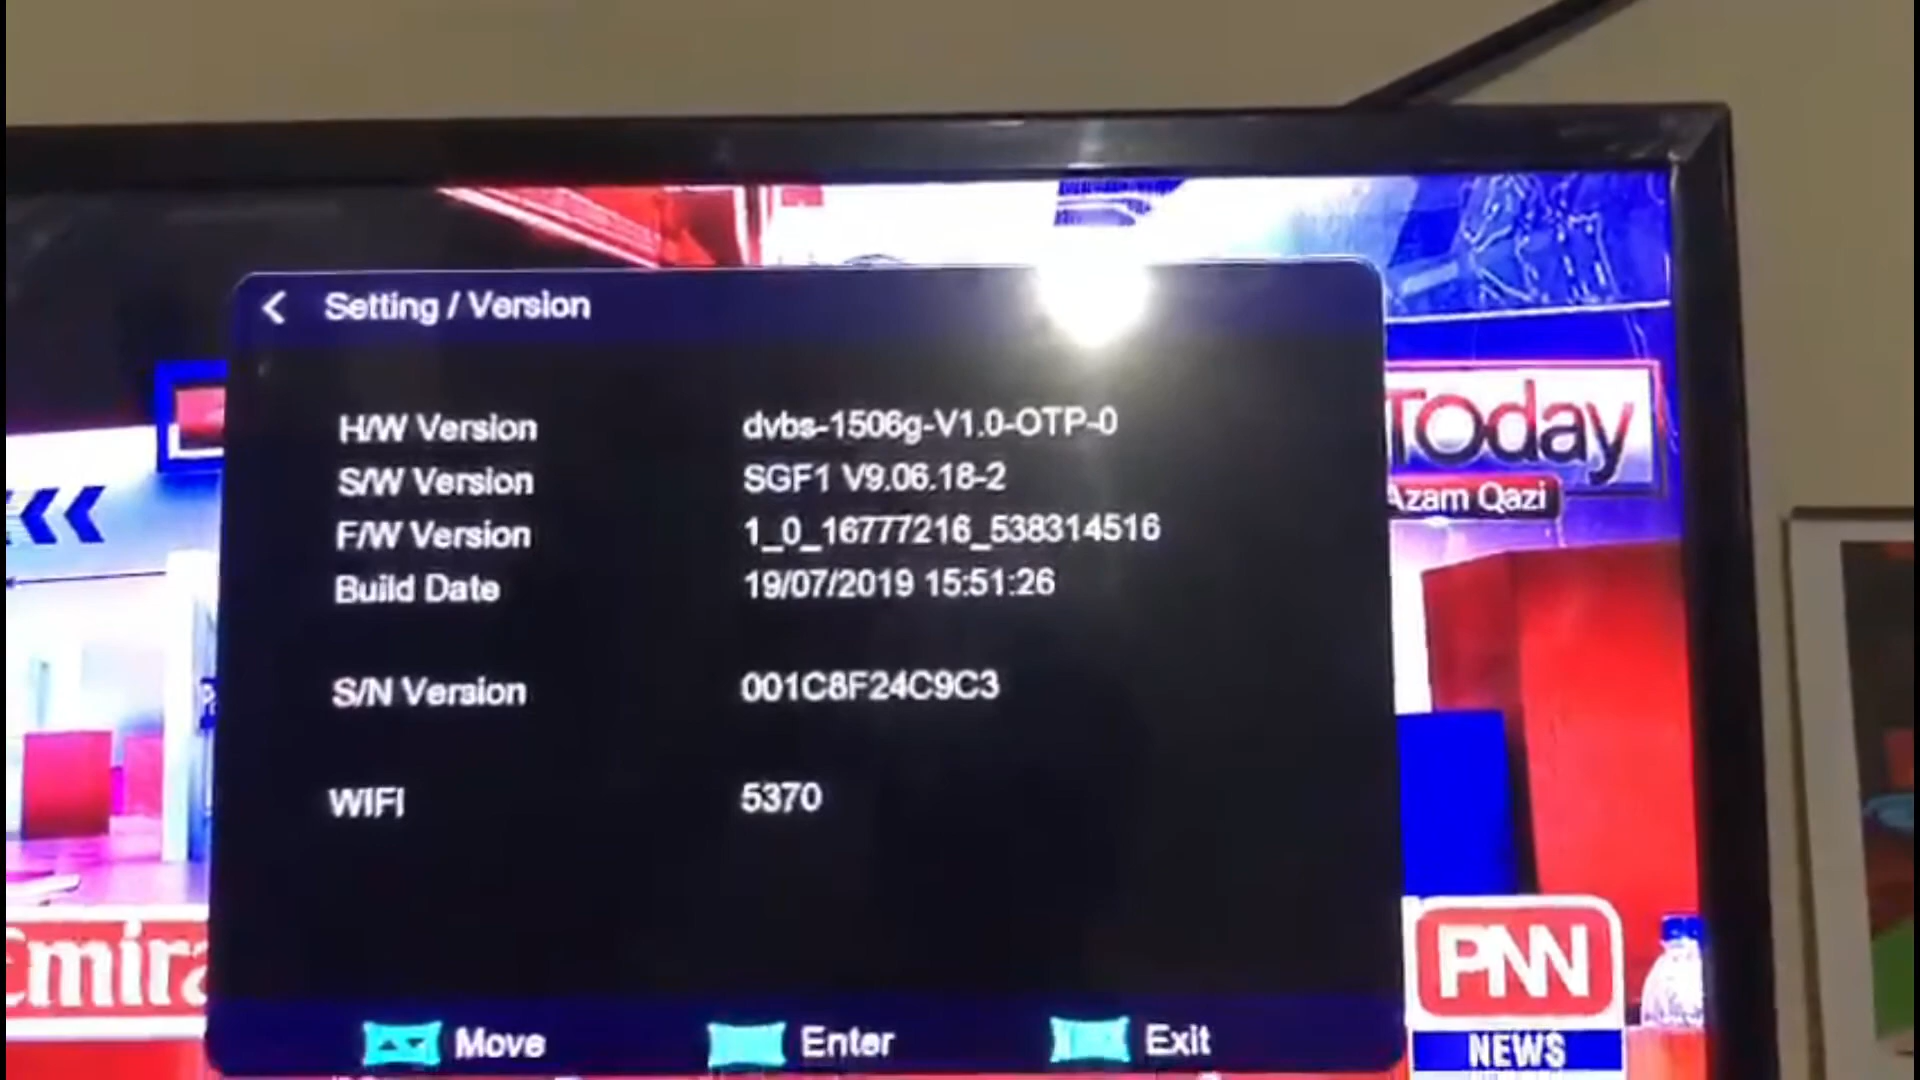 Setting / Version
H/W Version dvbs-1506g-V1.0-OTP-0
S/W Version SGF1 V9.06.18-2
F/W Version 1_0_16777216_538314516
Build Date 19/07/2019 15:51:26
S/N Version 001C8F24C9C3
WIFI 5370
Move Enter Exit
TOday
Azam Qazi
Emira
PNN
NEWS